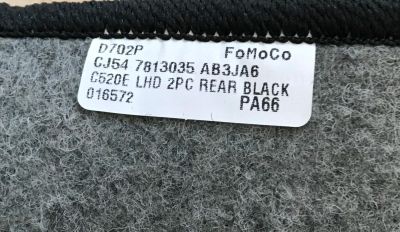 D702P FoMoCo
CJ54 7813035 AB3JA6
C520E LHD 2PC REAR BLACK
016572 PA66